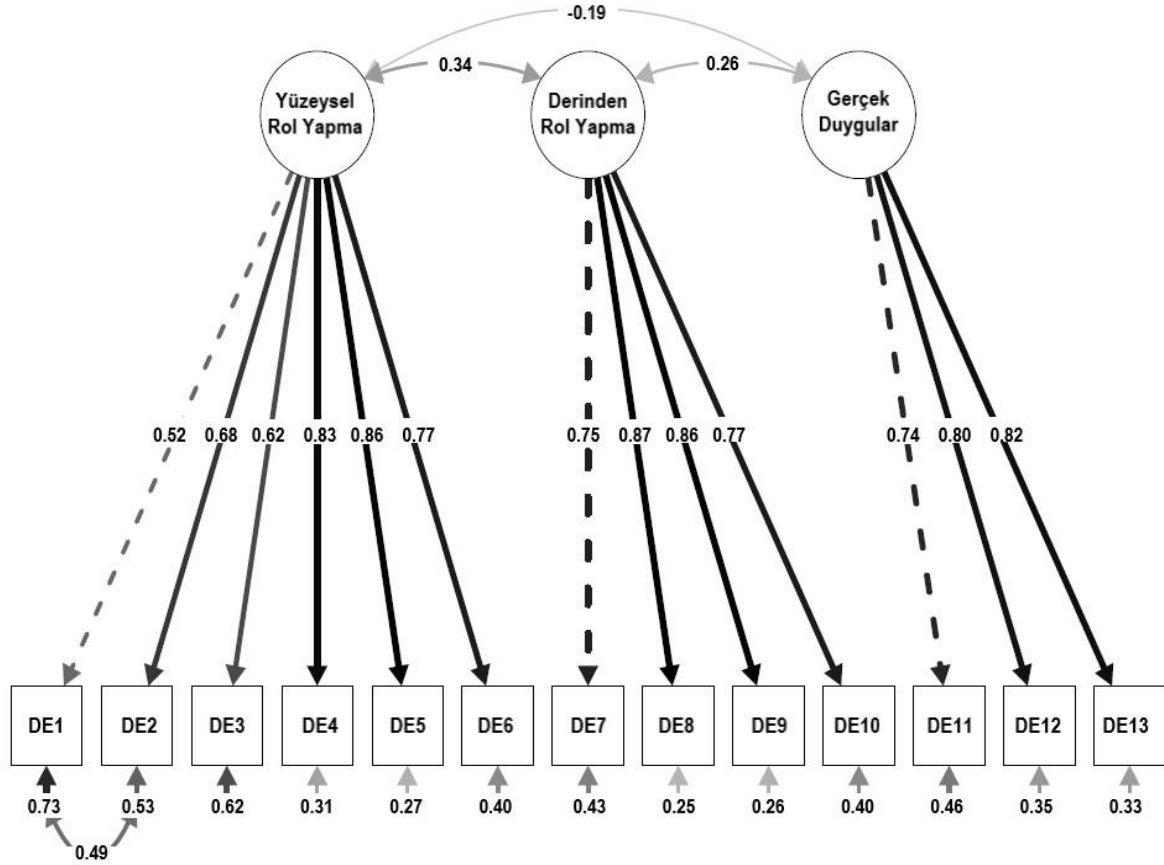 -0.19
0.34
0.26
Yüzeysel
Rol Yapma
Derinden
Rol Yapma
Gerçek
Duygular
0.52 0.68 0.62 0.83 0.86 0.77 0.75 0.87 0.86 0.77 0.74 0.80 0.82
DE1 DE2 DE3 DE4 DE5 DE6 DE7 DE8 DE9 DE10 DE11 DE12 DE13
0.73 0.53 0.62 0.31 0.27 0.40 0.43 0.25 0.26 0.40 0.46 0.35 0.33
0.49